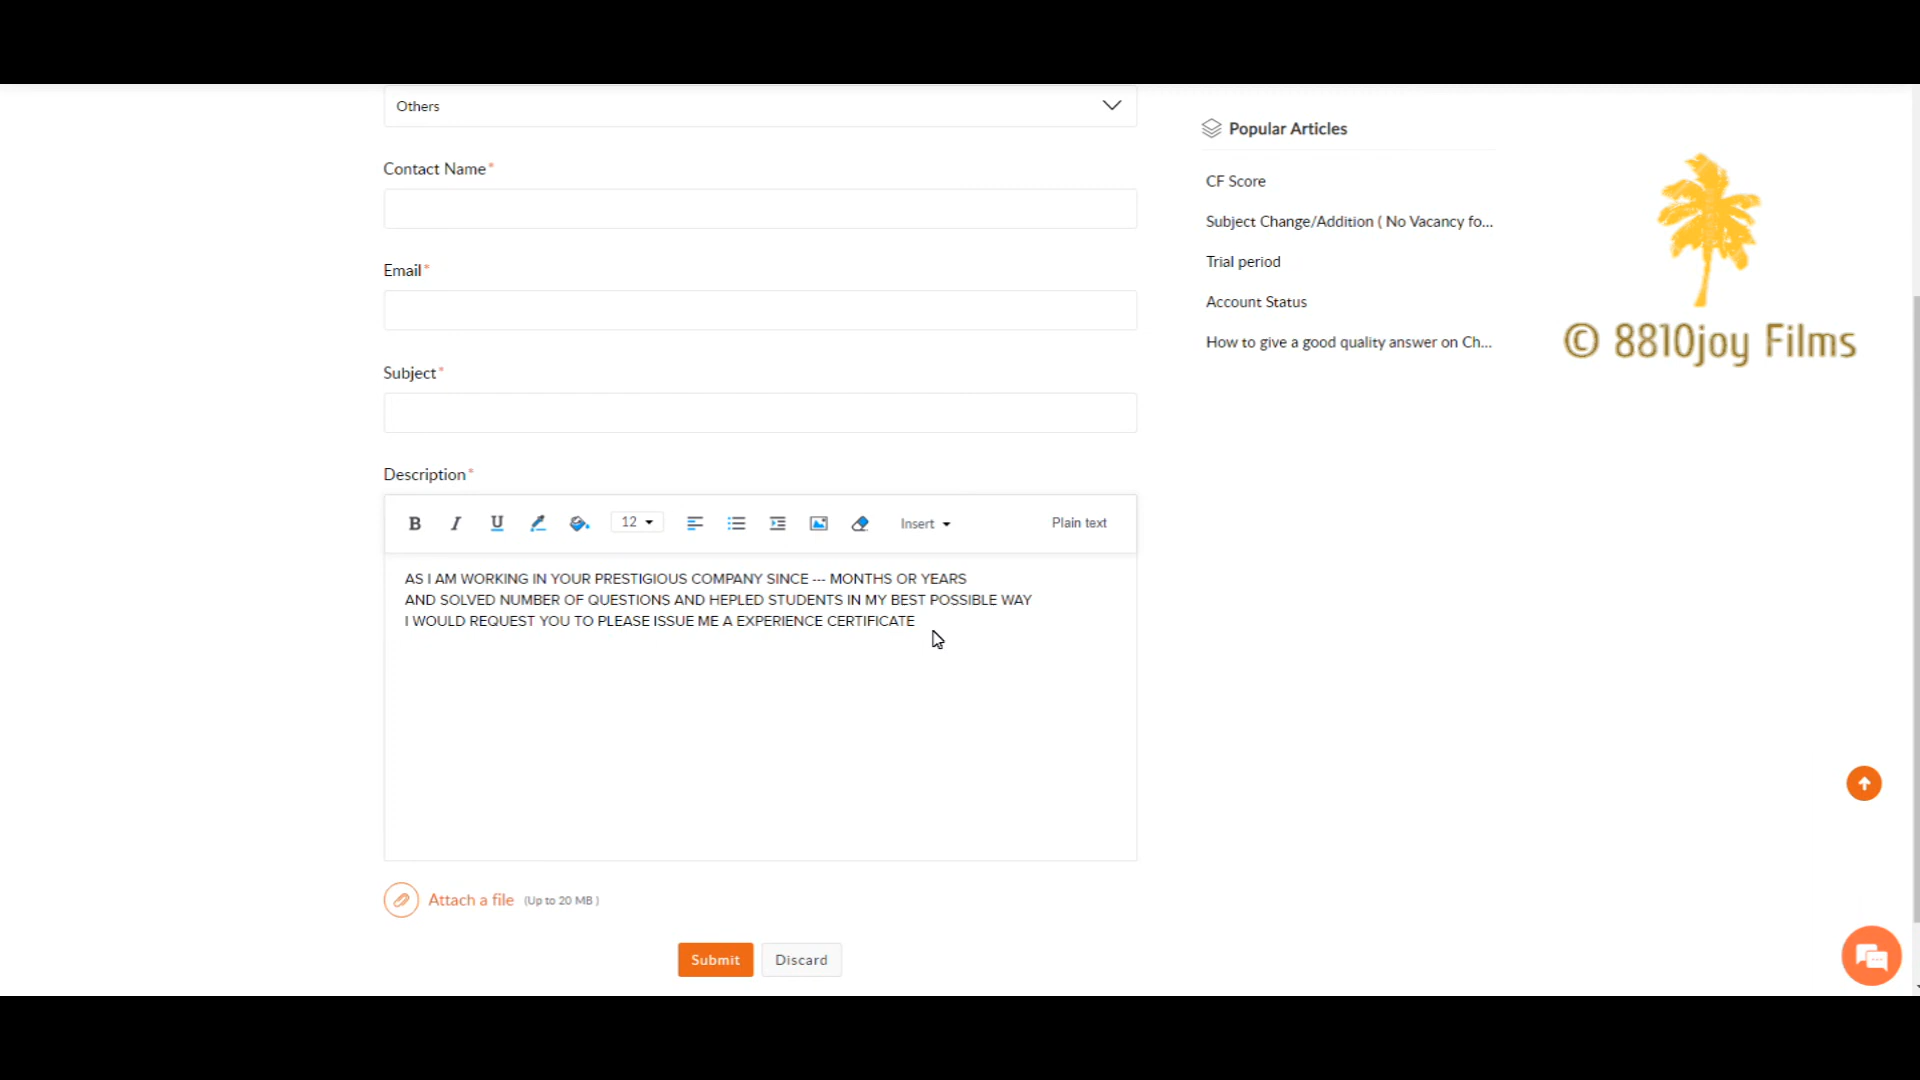 Others
Contact Name*
Email*
Subject*
Description*
B I U 12 Insert Plain text
AS I AM WORKING IN YOUR PRESTIGIOUS COMPANY SINCE --- MONTHS OR YEARS
AND SOLVED NUMBER OF QUESTIONS AND HEPLED STUDENTS IN MY BEST POSSIBLE WAY
I WOULD REQUEST YOU TO PLEASE ISSUE ME A EXPERIENCE CERTIFICATE
Attach a file (Up to 20 MB )
Submit Discard
Popular Articles
CF Score
Subject Change/Addition ( No Vacancy fo...
Trial period
Account Status
How to give a good quality answer on Ch...
© 8810joy Films